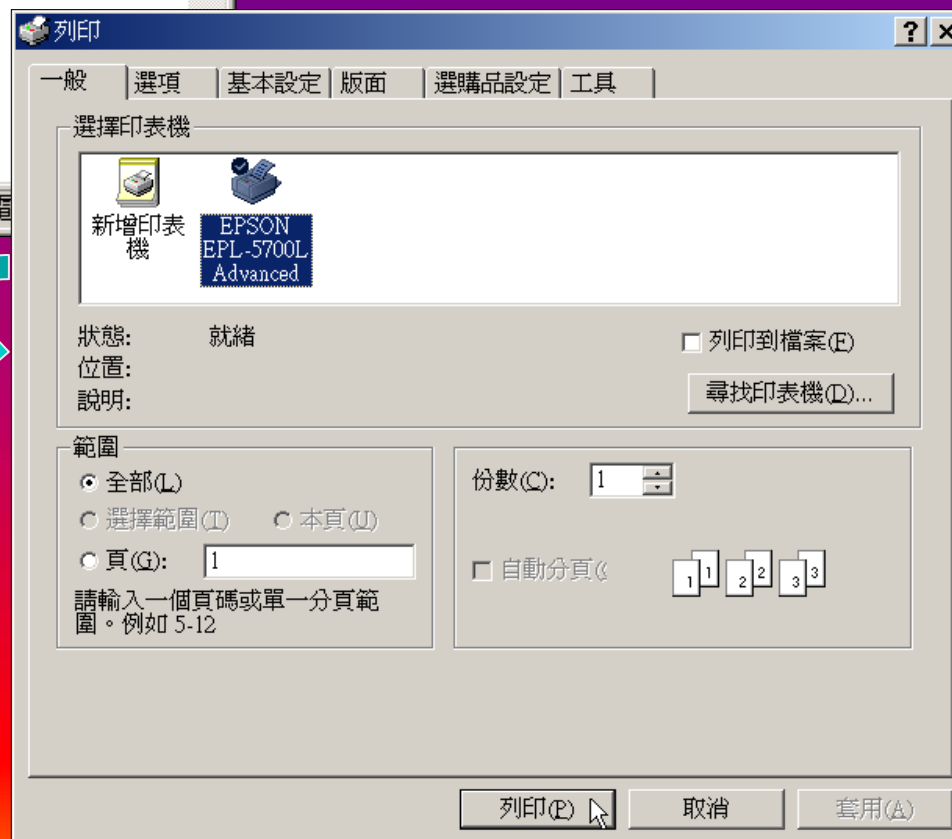 列印
一般 選項 基本設定 版面 選購品設定 工具
選擇印表機
新增印表
機
EPSON
EPL-5700L
Advanced
狀態: 就緒
位置:
說明:
列印到檔案(F)
尋找印表機(D)...
範圍
全部(L)
選擇範圍(T) 本頁(U)
頁(G): 1
請輸入一個頁碼或單一分頁範
圍。例如 5-12
份數(C): 1
自動分頁(
1 1 2 2 3 3
列印(P) 取消 套用(A)